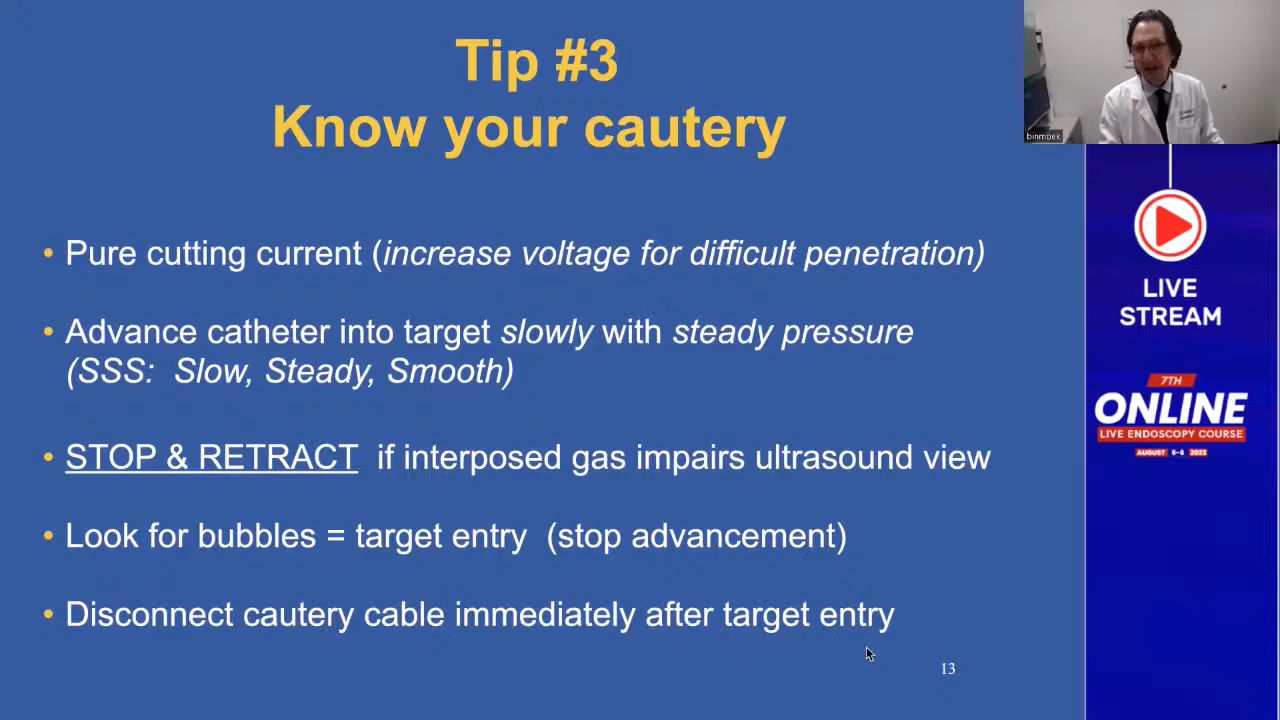 Tip #3
Know your cautery
• Pure cutting current (increase voltage for difficult penetration)
• Advance catheter into target slowly with steady pressure
(SSS:  Slow, Steady, Smooth)
• STOP & RETRACT  if interposed gas impairs ultrasound view
• Look for bubbles = target entry  (stop advancement)
• Disconnect cautery cable immediately after target entry
13
binmoek
LIVE
STREAM
7TH
ONLINE
LIVE ENDOSCOPY COURSE
AUGUST